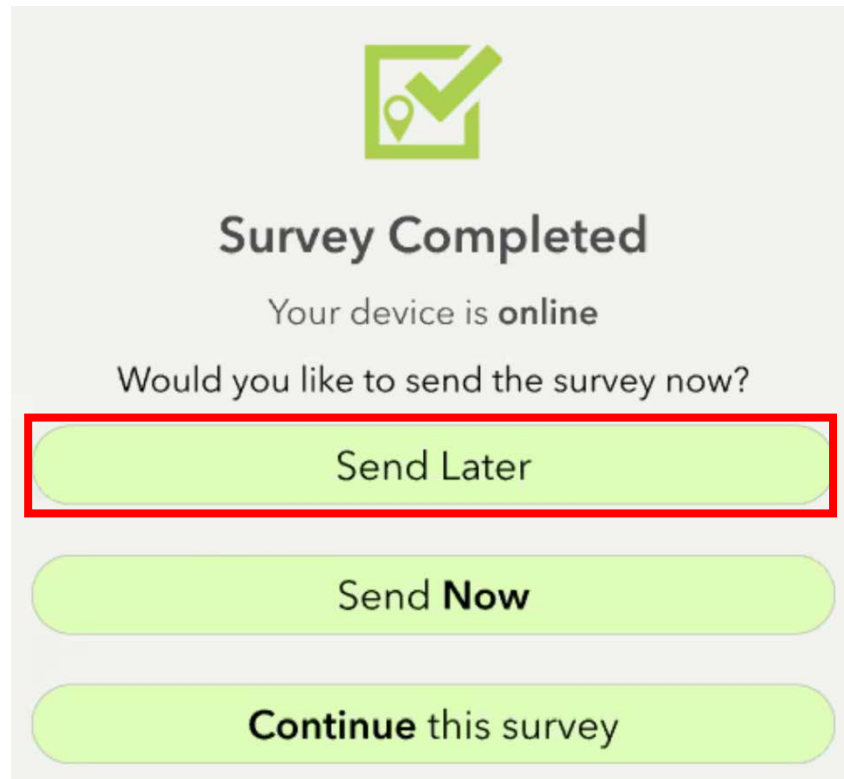 Survey Completed
Your device is online
Would you like to send the survey now?
Send Later
Send Now
Continue this survey